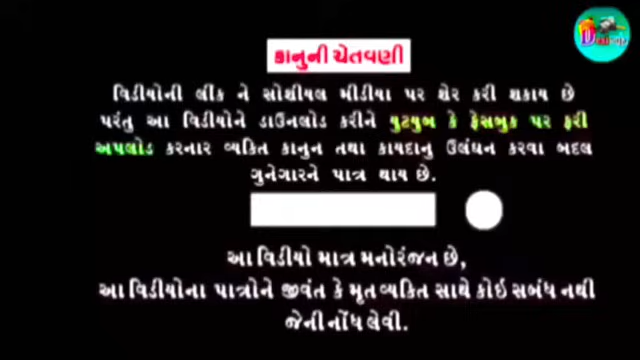 કાનુની ચેતવણી
વિડીયોની લીંક ને સોશીયલ મીડીયા પર શેર કરી શકાય છે
પરંતુ આ વિડીયોને ડાઉનલોડ કરીને યુટયુબ કે ફેસબુક પર ફરી
અપલોડ કરનાર વ્યકિત કાનુન તથા કાયદાનુ ઉલંઘન કરવા બદલ
ગુનેગારને પાત્ર થાય છે.
આ વિડીયો માત્ર મનોરંજન છે,
આ વિડીયોના પાત્રોને જીવંત કે મૃત વ્યકિત સાથે કોઇ સબંધ નથી
જેની નોંધ લેવી.